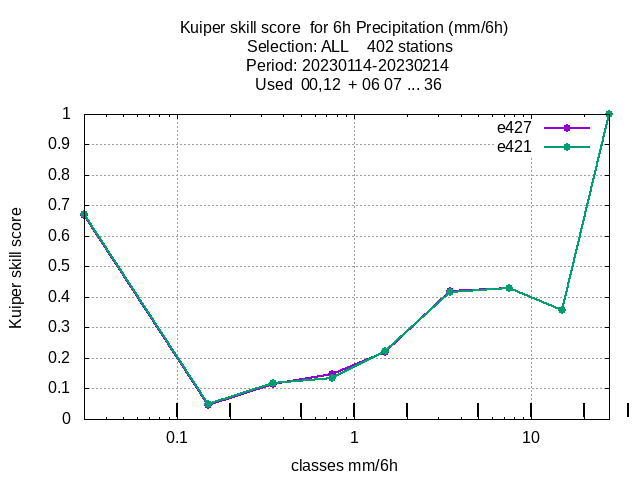 Kuiper skill score  for 6h Precipitation (mm/6h)
Selection: ALL    402 stations
Period: 20230114-20230214
Used  00,12  + 06 07 ... 36
e427
e421
1
0.9
0.8
0.7
0.6
0.5
0.4
0.3
0.2
0.1
0
Kuiper skill score
0.1 1 10
classes mm/6h